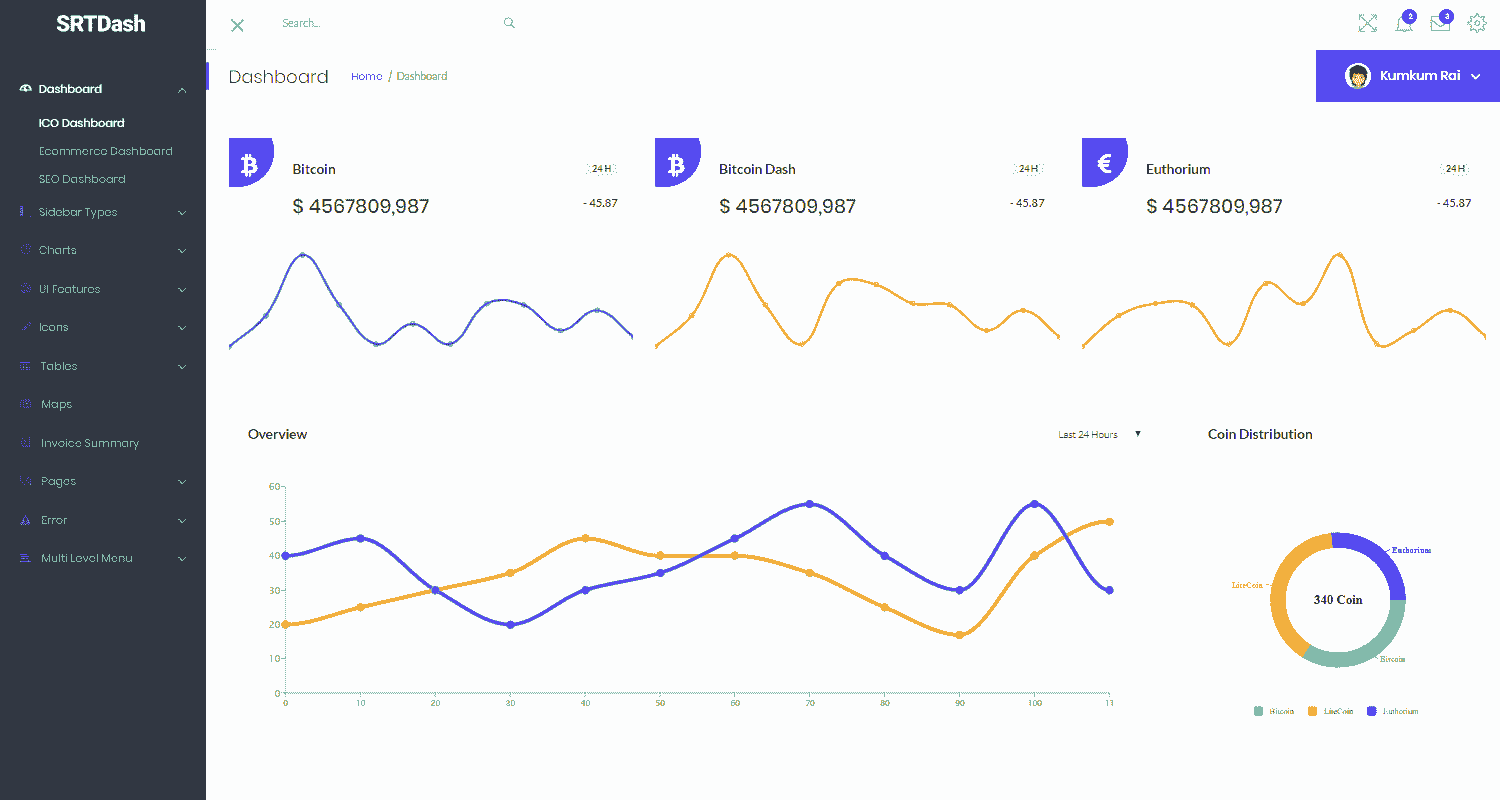 SRTDash
Search...
2
3
Dashboard
Home / Dashboard
Kumkum Rai
Dashboard
ICO Dashboard
Ecommerce Dashboard
SEO Dashboard
Sidebar Types
Charts
UI Features
Icons
Tables
Maps
Invoice Summary
Pages
Error
Multi Level Menu
Bitcoin
24 H
$ 4567809,987
- 45.87
Bitcoin Dash
24 H
$ 4567809,987
- 45.87
Euthorium
24 H
$ 4567809,987
- 45.87
Overview
Last 24 Hours
60
50
40
30
20
10
0
0 10 20 30 40 50 60 70 80 90 100 11
Coin Distribution
Euthorium
LiteCoin
340 Coin
Bitcoin
Bitcoin LiteCoin Euthorium